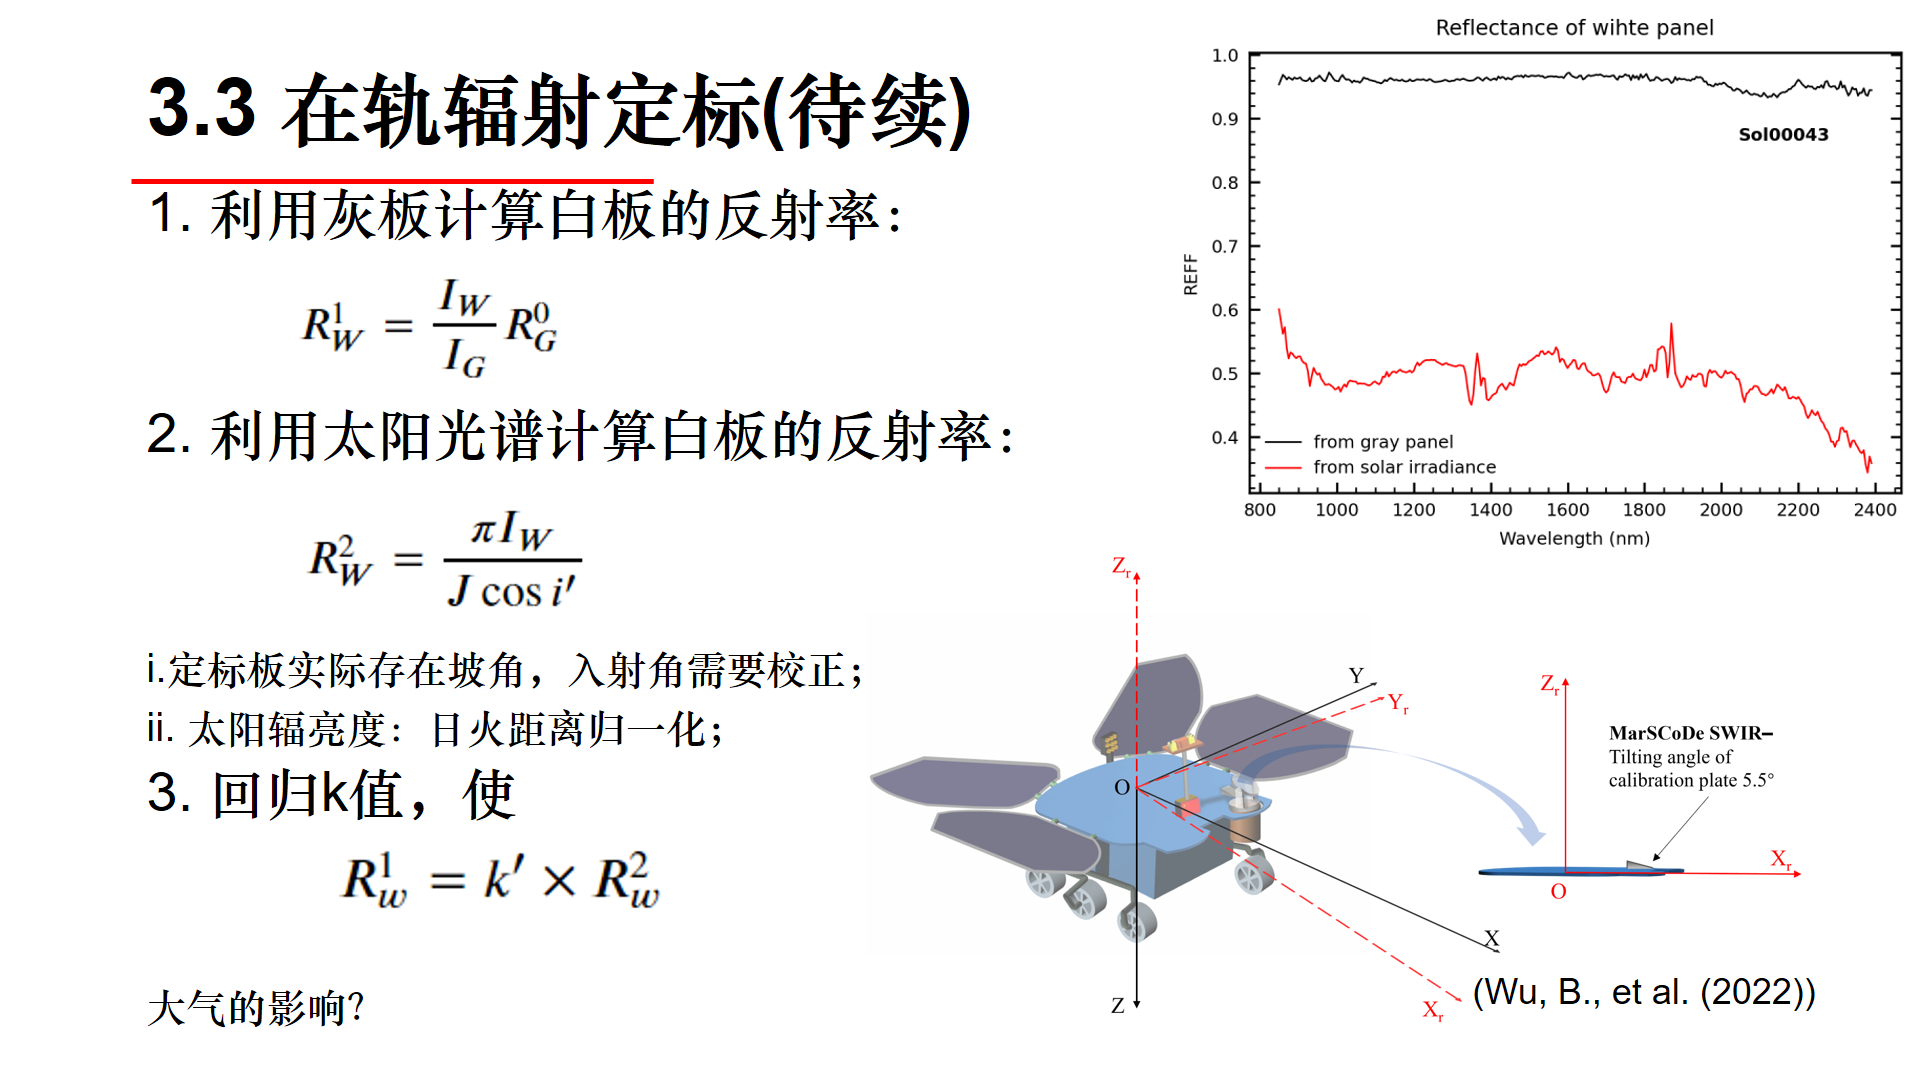 3.3 在轨辐射定标(待续)
1. 利用灰板计算白板的反射率：
R_W^1 = I_W / I_G R_G^0
2. 利用太阳光谱计算白板的反射率：
R_W^2 = πI_W / J cos i′
i.定标板实际存在坡角，入射角需要校正；
ii. 太阳辐亮度：日火距离归一化；
3. 回归k值，使
R_w^1 = k′ × R_w^2
大气的影响?
Reflectance of wihte panel
1.0
0.9
0.8
0.7
0.6
0.5
0.4
REFF
Sol00043
from gray panel
from solar irradiance
800 1000 1200 1400 1600 1800 2000 2200 2400
Wavelength (nm)
Z_r
Y
Y_r
O
X
X_r
Z
Z_r
MarSCoDe SWIR–
Tilting angle of
calibration plate 5.5°
X_r
O
(Wu, B., et al. (2022))